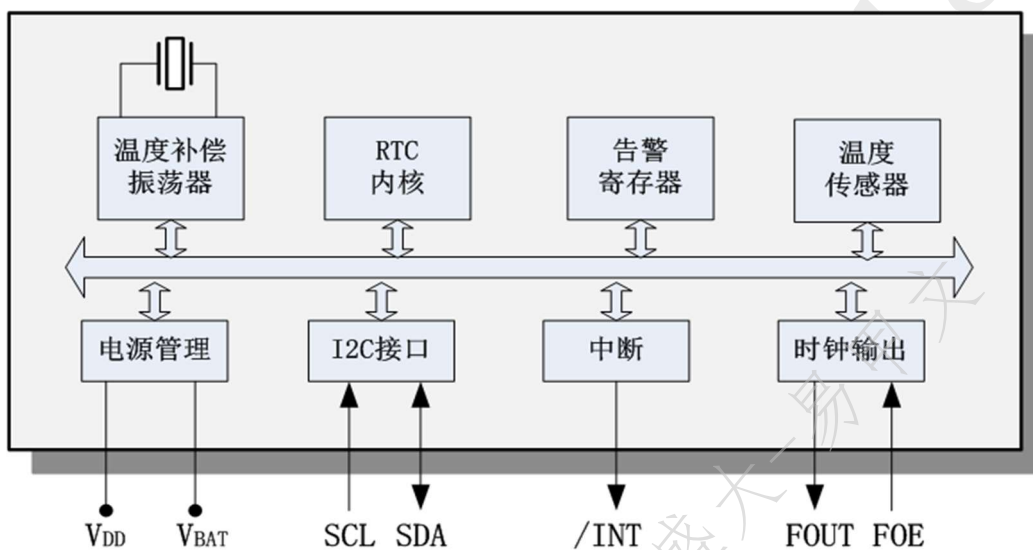 温度补偿
振荡器
RTC
内核
告警
寄存器
温度
传感器
电源管理
I2C接口
中断
时钟输出
VDD VBAT SCL SDA /INT FOUT FOE